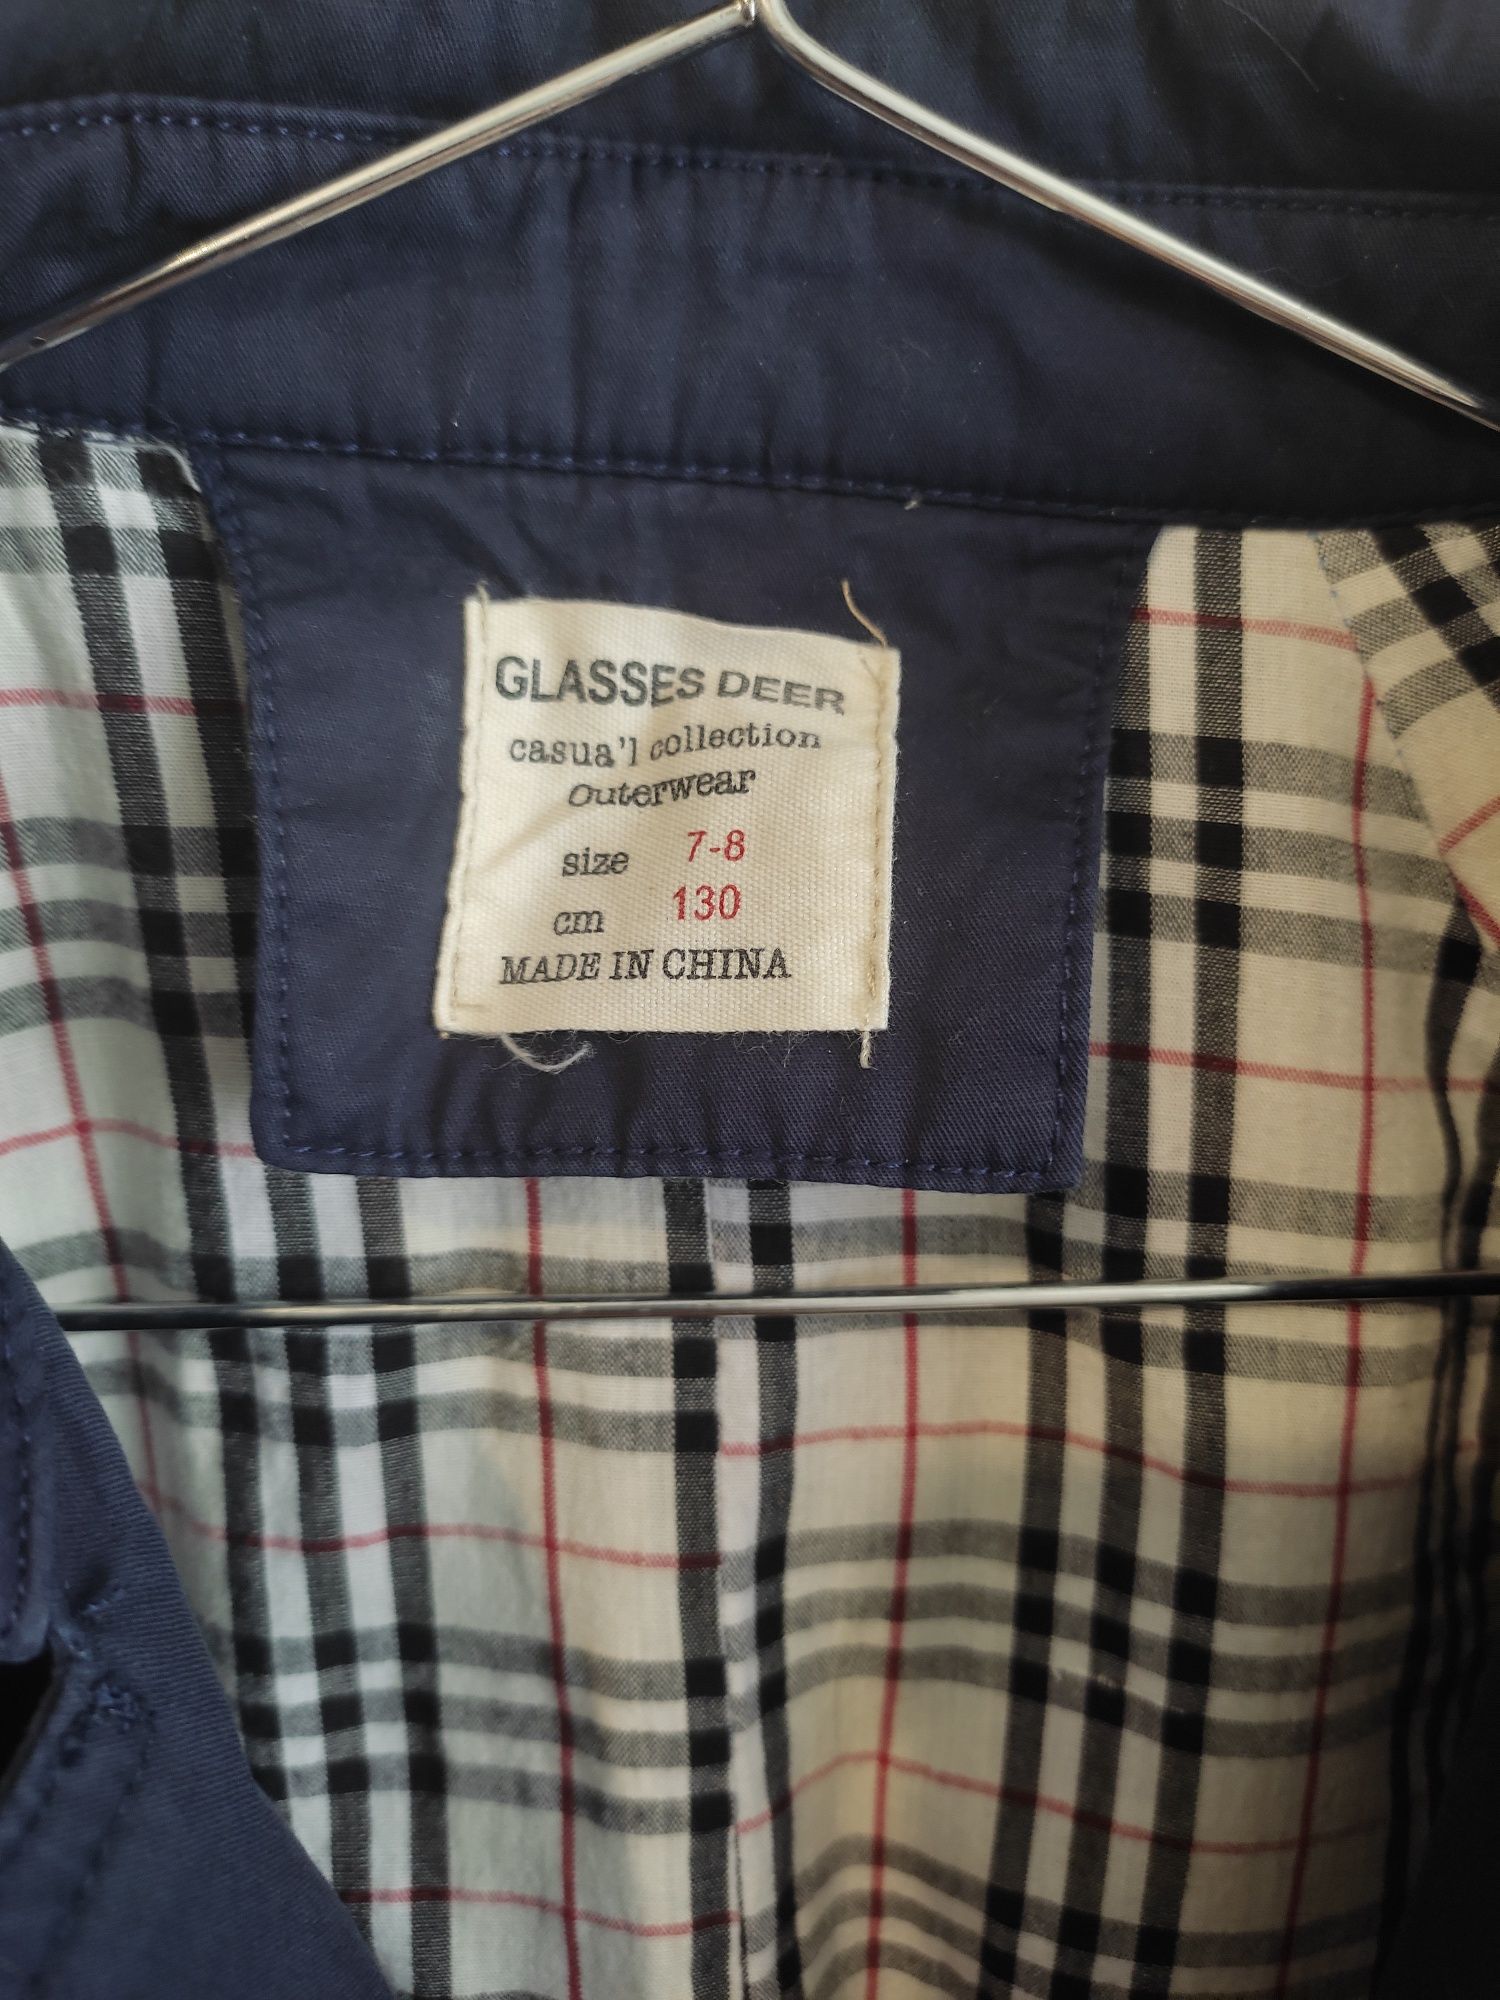 GLASSES DEER
casua'l collection
Outerwear
size 7-8
cm 130
MADE IN CHINA